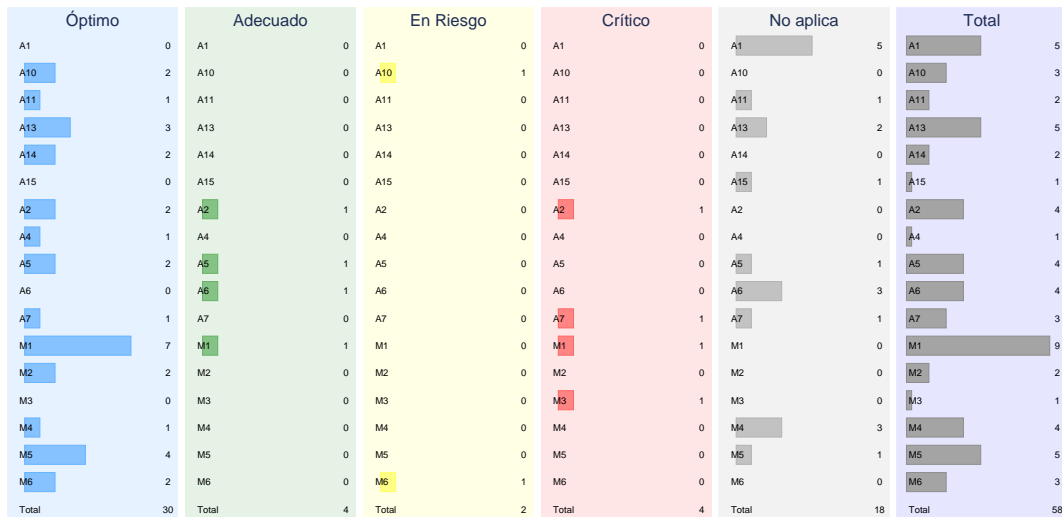 Óptimo Adecuado En Riesgo Crítico No aplica Total
A1 0 A1 0 A1 0 A1 0 A1 5 A1 5
A10 2 A10 0 A10 1 A10 0 A10 0 A10 3
A11 1 A11 0 A11 0 A11 0 A11 1 A11 2
A13 3 A13 0 A13 0 A13 0 A13 2 A13 5
A14 2 A14 0 A14 0 A14 0 A14 0 A14 2
A15 0 A15 0 A15 0 A15 0 A15 1 A15 1
A2 2 A2 1 A2 0 A2 1 A2 0 A2 4
A4 1 A4 0 A4 0 A4 0 A4 0 A4 1
A5 2 A5 1 A5 0 A5 0 A5 1 A5 4
A6 0 A6 1 A6 0 A6 0 A6 3 A6 4
A7 1 A7 0 A7 0 A7 1 A7 1 A7 3
M1 7 M1 1 M1 0 M1 1 M1 0 M1 9
M2 2 M2 0 M2 0 M2 0 M2 0 M2 2
M3 0 M3 0 M3 0 M3 1 M3 0 M3 1
M4 1 M4 0 M4 0 M4 0 M4 3 M4 4
M5 4 M5 0 M5 0 M5 0 M5 1 M5 5
M6 2 M6 0 M6 1 M6 0 M6 0 M6 3
Total 30 Total 4 Total 2 Total 4 Total 18 Total 58